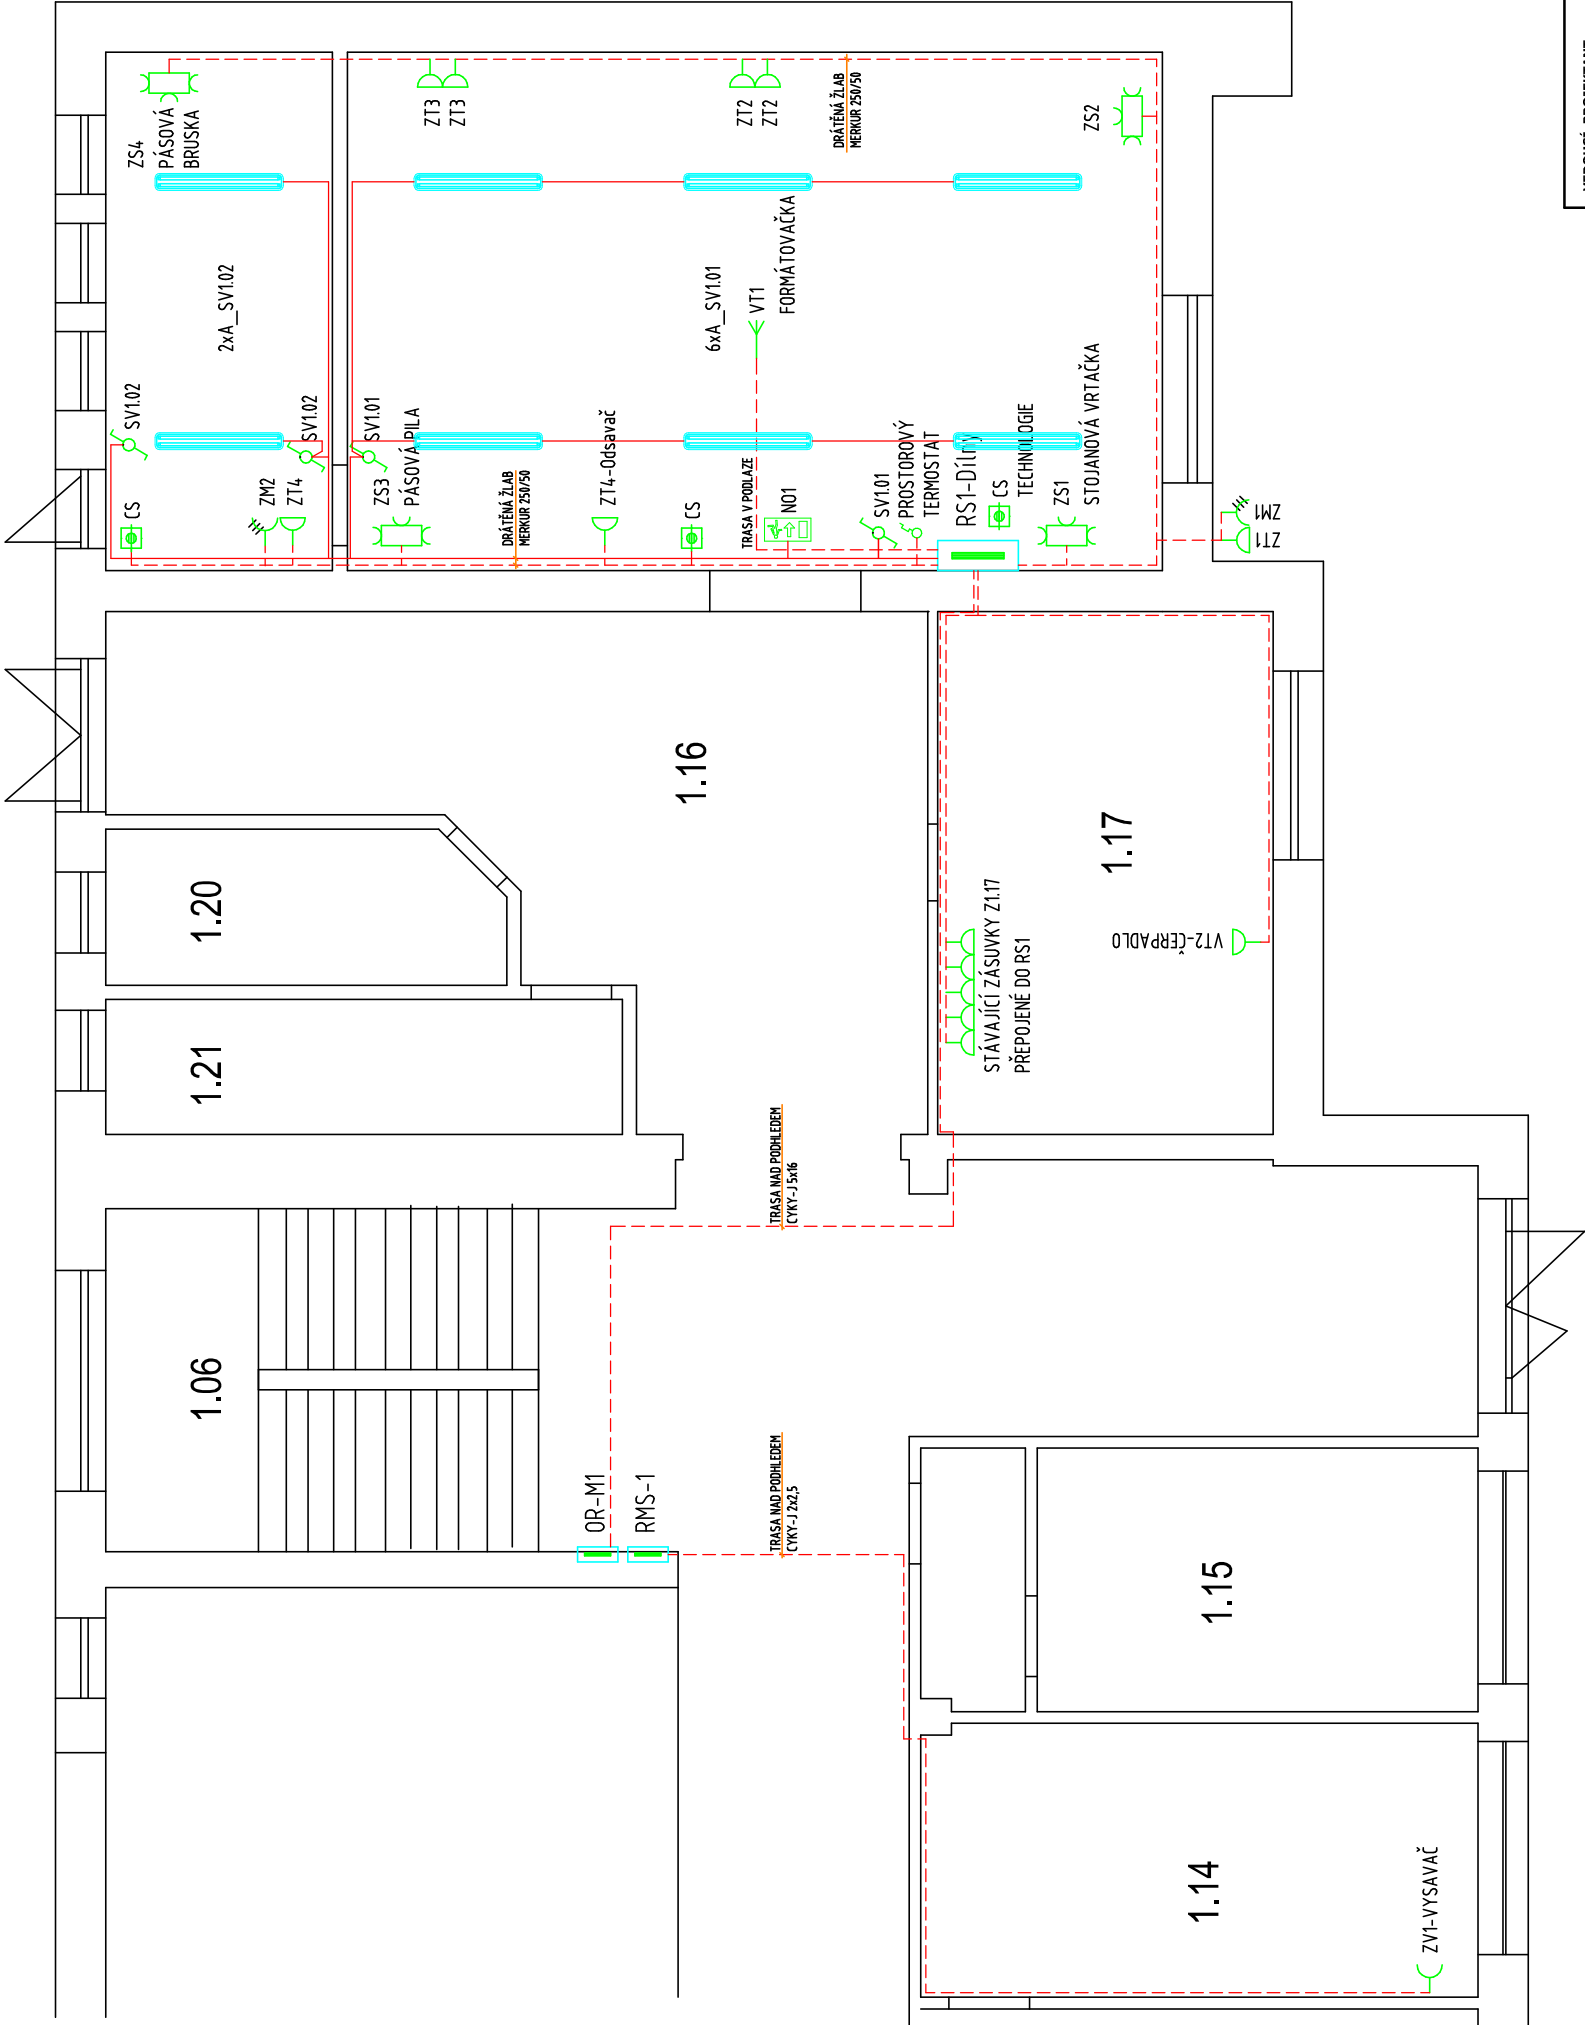 ZS4
PÁSOVÁ
BRUSKA
ZT3
ZT3
ZT2
ZT2
DRÁTĚNÁ ŽLAB
MERKUR 250/50
ZS2
2xA_SV1.02
6xA_SV1.01
VT1
FORMÁTOVAČKA
SV1.02
SV1.02
SV1.01
CS
ZM2
ZT4
ZS3
PÁSOVÁ PILA
DRÁTĚNÁ ŽLAB
MERKUR 250/50
ZT4-Odsavač
CS
TRASA V PODLAZE
NO1
SV1.01
PROSTOROVÝ
TERMOSTAT
RS1-Dílny
CS
TECHNOLOGIE
ZS1
STOJANOVÁ VRTAČKA
ZM1
ZT1
1.16
1.17
1.20
1.21
STÁVAJÍCÍ ZÁSUVKY Z1.17
PŘEPOJENÉ DO RS1
VT2-ČERPADLO
TRASA NAD PODHLEDEM
CYKY-J 5x16
1.06
OR-M1
RMS-1
TRASA NAD PODHLEDEM
CYKY-J 2x2,5
1.15
1.14
ZV1-VYSAVAČ